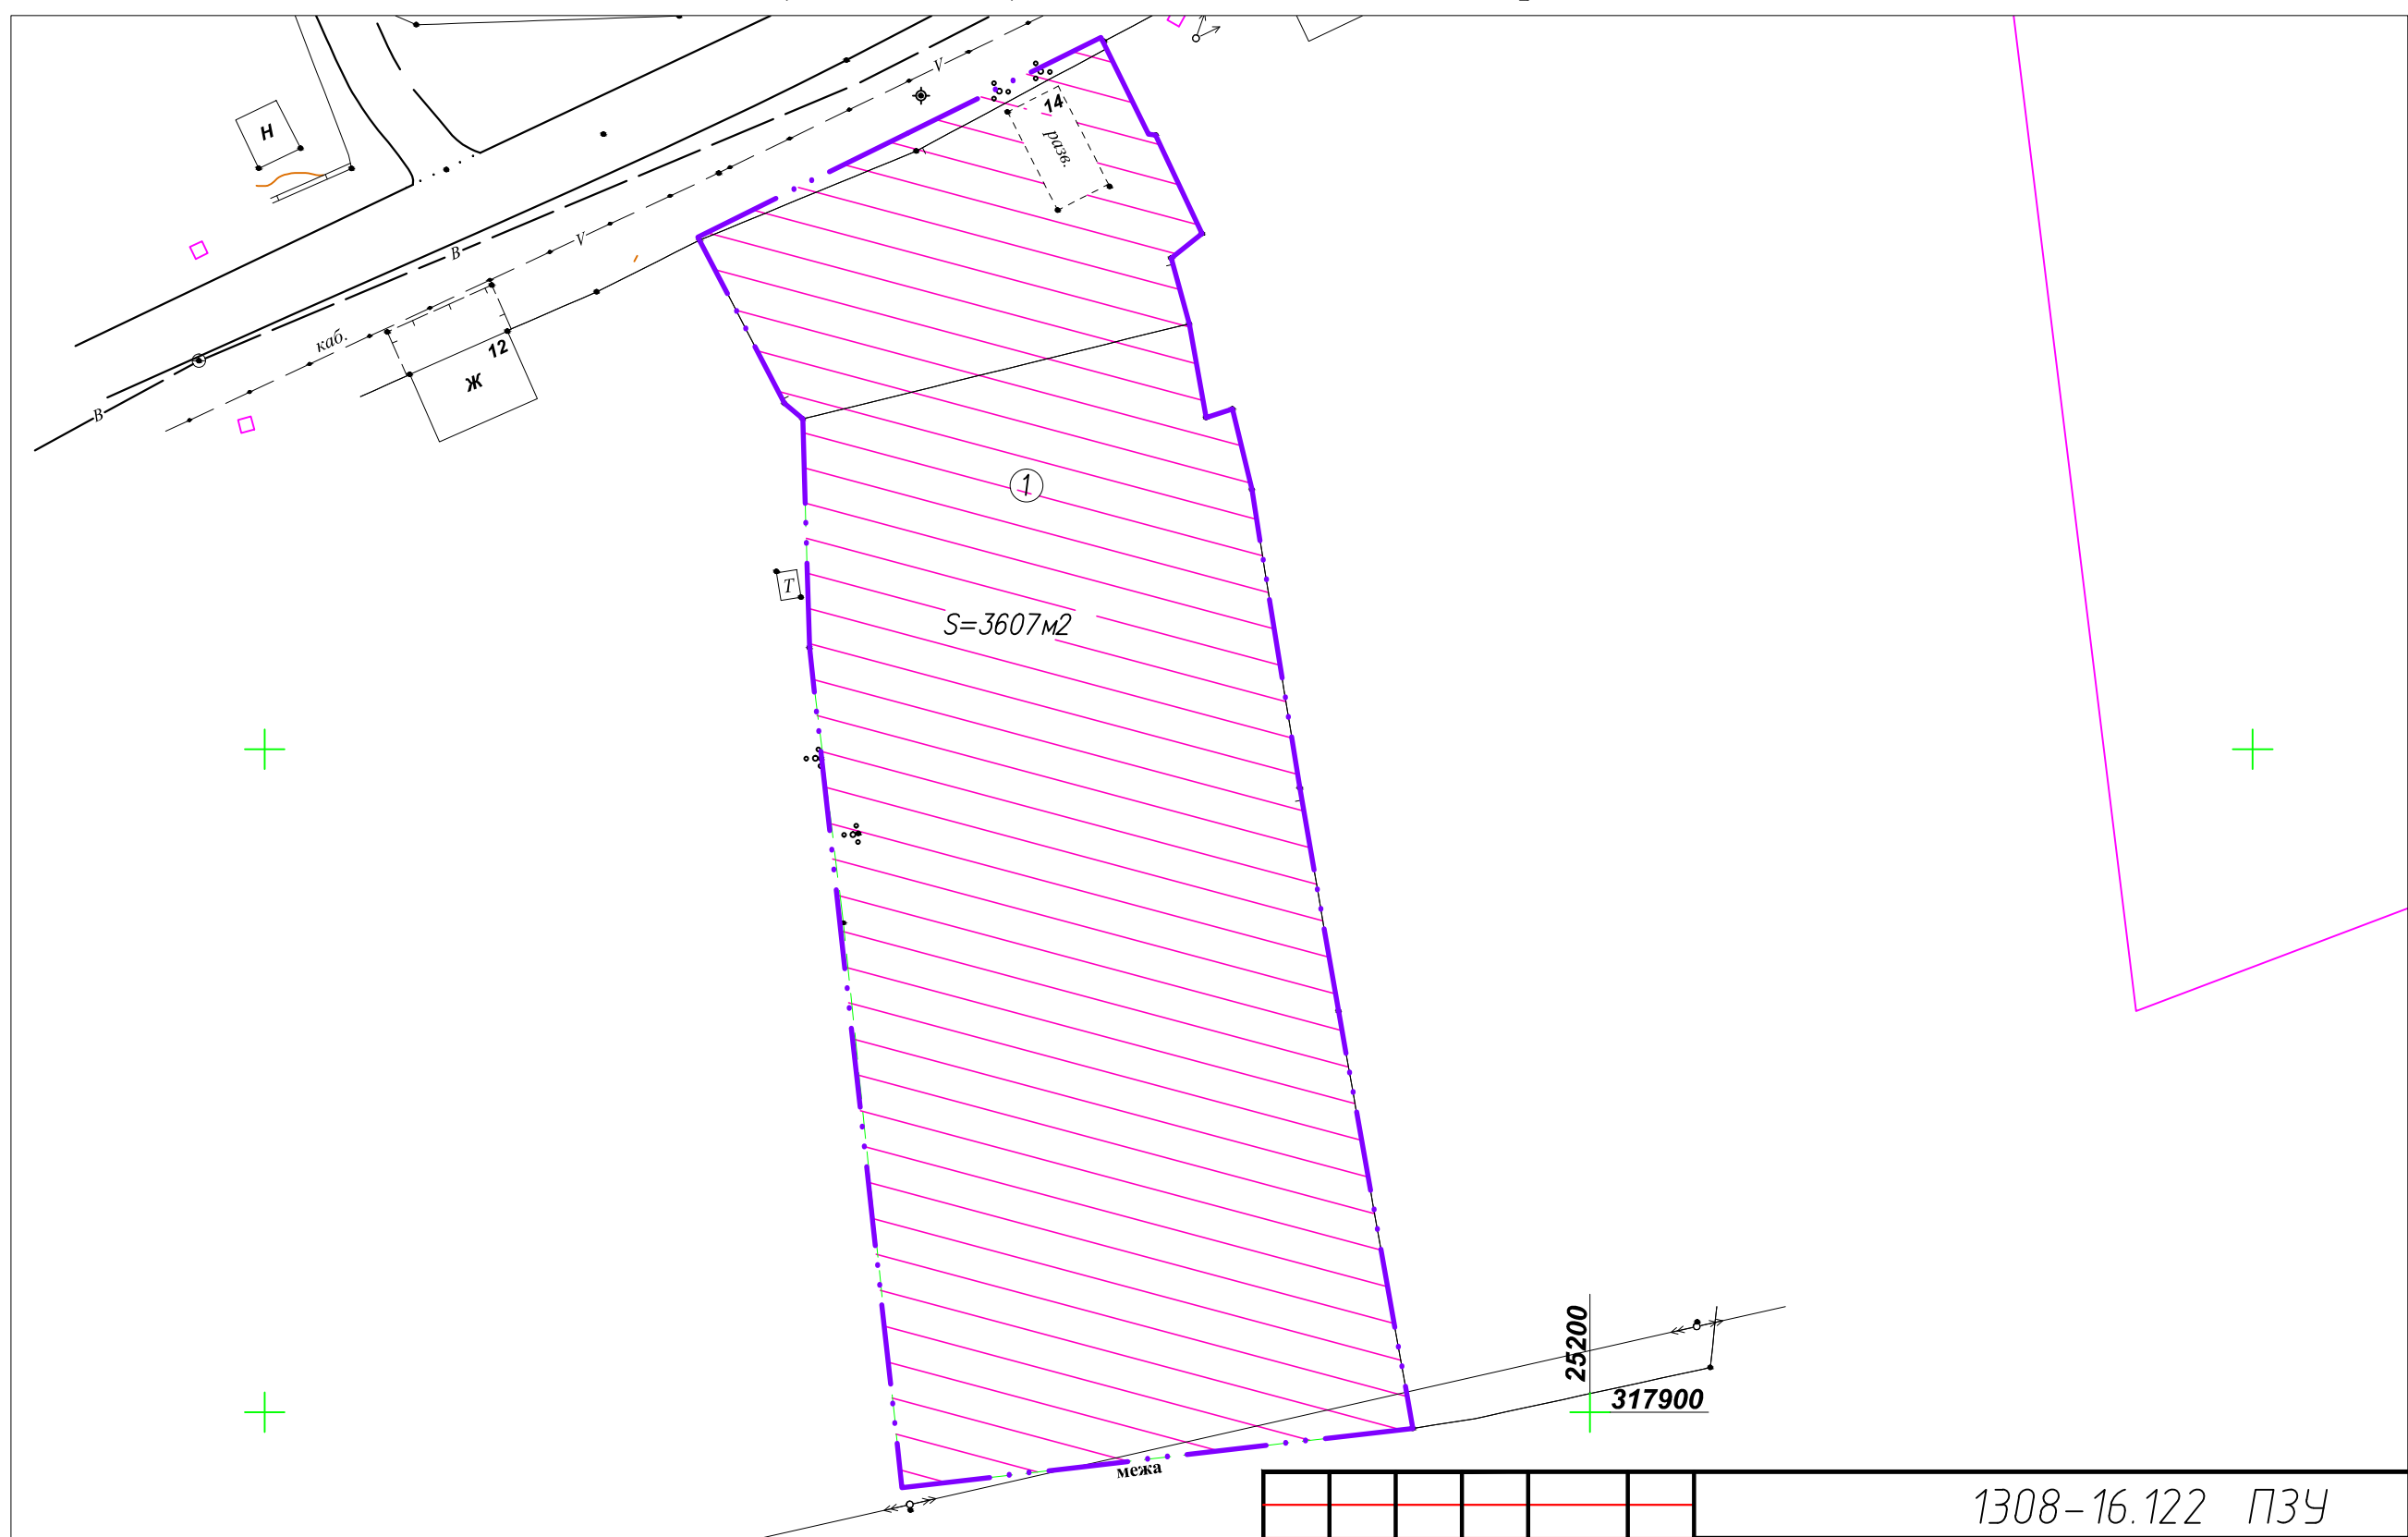 14
V
Н
разв.
V
В
каб.
12
Ж
В
1
Т
S=3607м2
25200
317900
межа
1308-16.122 ПЗУ